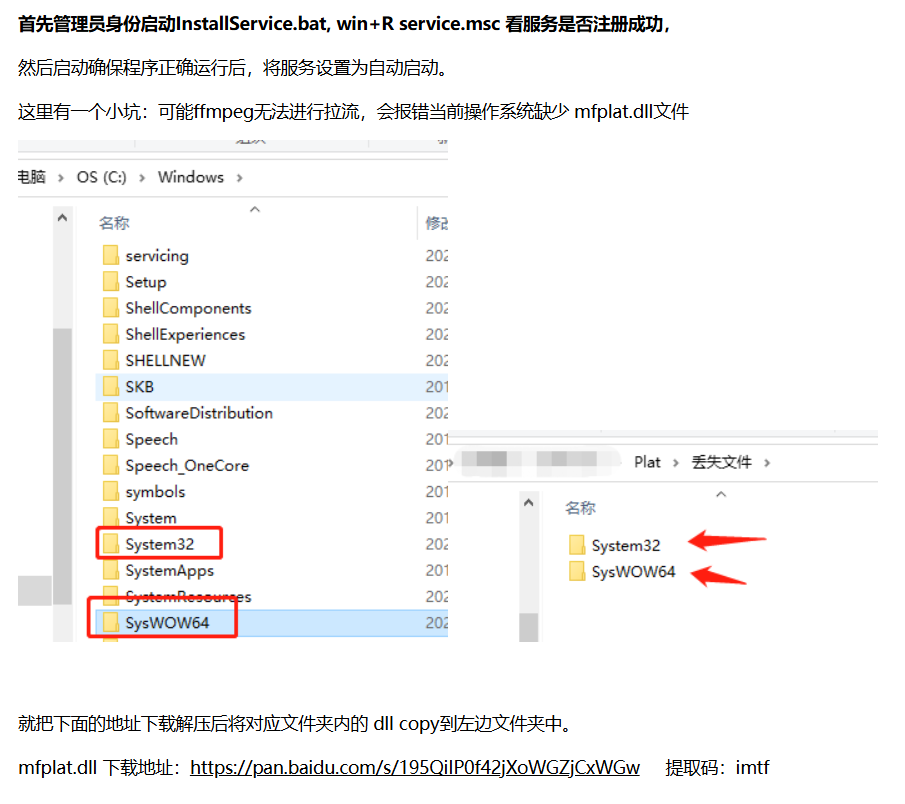 首先管理员身份启动InstallService.bat, win+R service.msc 看服务是否注册成功，
然后启动确保程序正确运行后，将服务设置为自动启动。
这里有一个小坑：可能ffmpeg无法进行拉流，会报错当前操作系统缺少 mfplat.dll文件
电脑 › OS (C:) › Windows ›
名称 修改
servicing 202
Setup 202
ShellComponents 202
ShellExperiences 202
SHELLNEW 202
SKB 201
SoftwareDistribution 202
Speech 201
Speech_OneCore 201
symbols 201
System 201
System32 202
SystemApps 201
SystemResources 202
SysWOW64 202
Plat › 丢失文件 ›
名称
System32
SysWOW64
就把下面的地址下载解压后将对应文件夹内的 dll copy到左边文件夹中。
mfplat.dll 下载地址：https://pan.baidu.com/s/195QiIP0f42jXoWGZjCxWGw 提取码：imtf